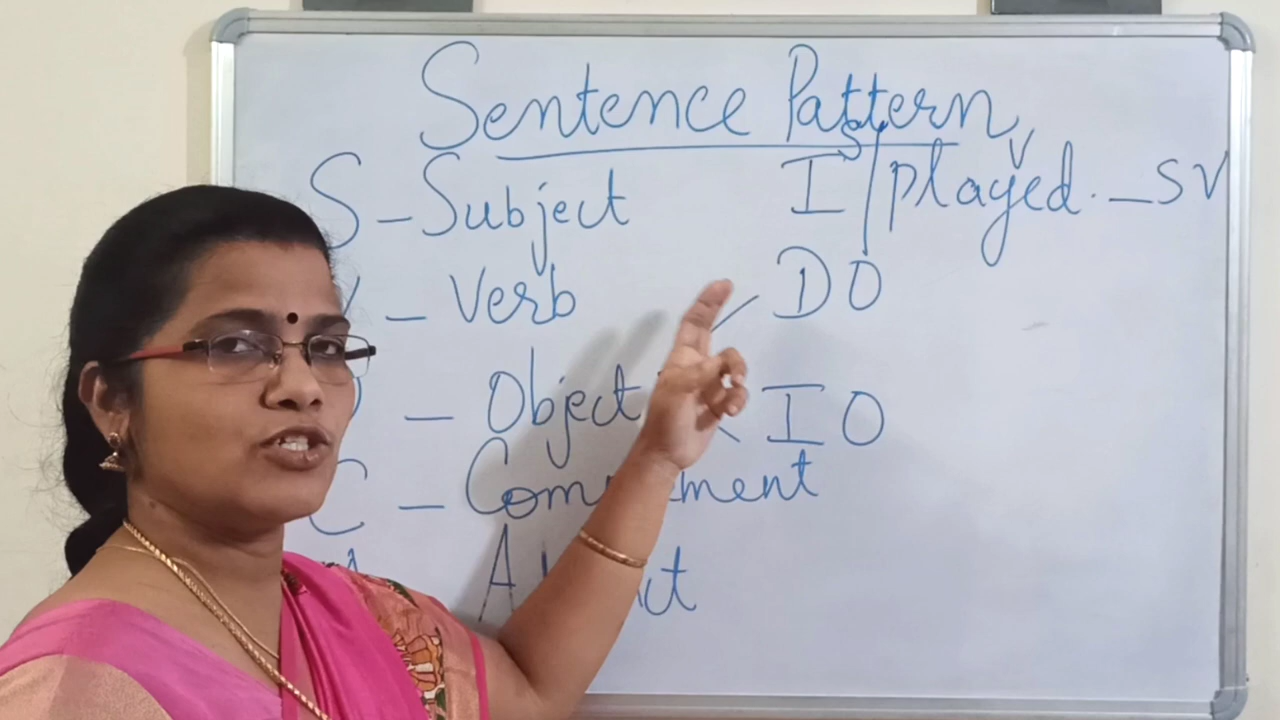 Sentence Pattern
S V
S - Subject I / played. - SV
- Verb DO
- Object IO
C - Complement